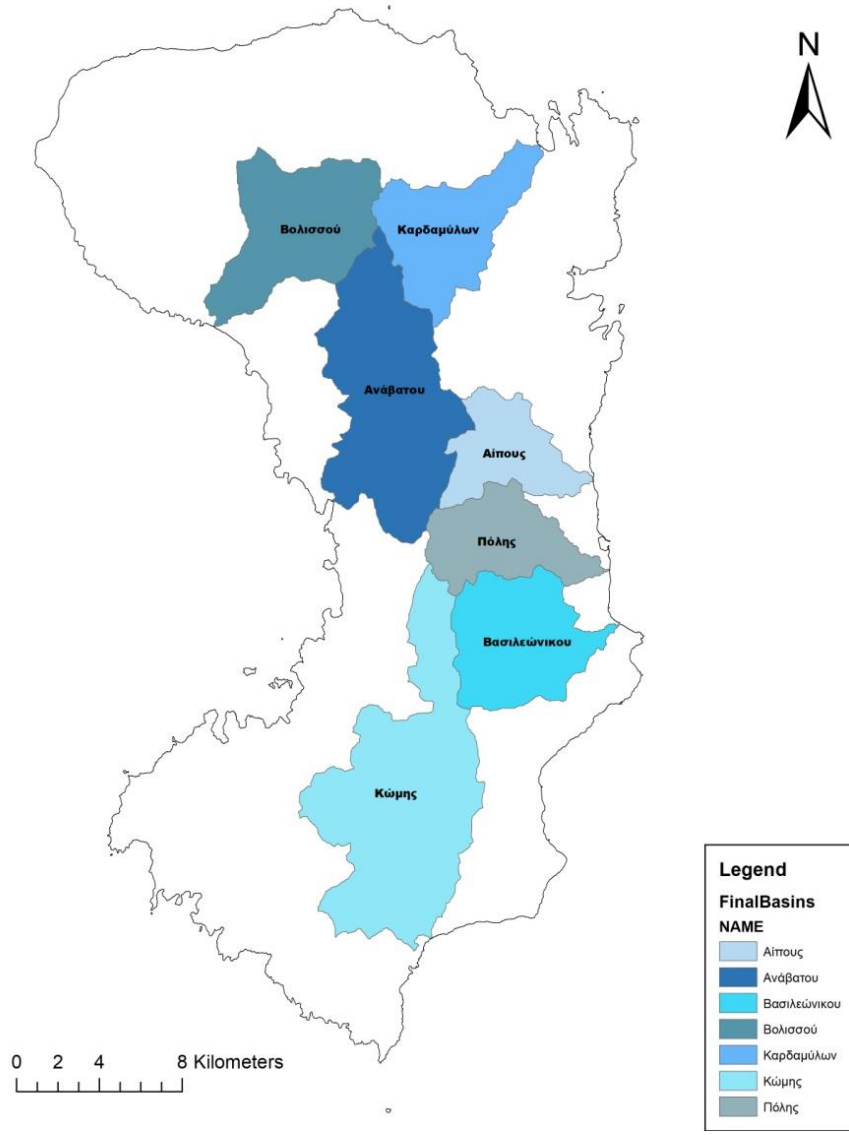 N
Βολισσού
Καρδαμύλων
Ανάβατου
Αίπους
Πόλης
Βασιλεώνικου
Κώμης
Legend
FinalBasins
NAME
Αίπους
Ανάβατου
Βασιλεώνικου
Βολισσού
Καρδαμύλων
Κώμης
Πόλης
0 2 4 8 Kilometers